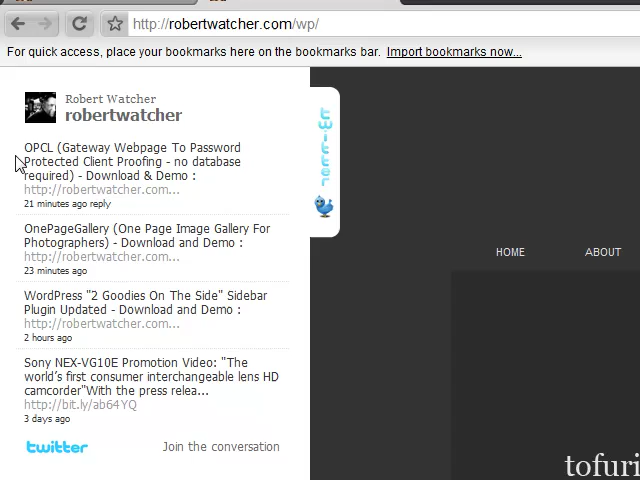 http://robertwatcher.com/wp/
For quick access, place your bookmarks here on the bookmarks bar. Import bookmarks now...
Robert Watcher
robertwatcher
OPCL (Gateway Webpage To Password
Protected Client Proofing - no database
required) - Download & Demo :
http://robertwatcher.com...
21 minutes ago reply
OnePageGallery (One Page Image Gallery For
Photographers) - Download and Demo :
http://robertwatcher.com...
23 minutes ago
WordPress "2 Goodies On The Side" Sidebar
Plugin Updated - Download and Demo :
http://robertwatcher.com...
2 hours ago
Sony NEX-VG10E Promotion Video: "The
world's first consumer interchangeable lens HD
camcorder"With the press relea...
http://bit.ly/ab64YQ
3 days ago
twitter
Join the conversation
twitter
HOME
ABOUT
tofuri